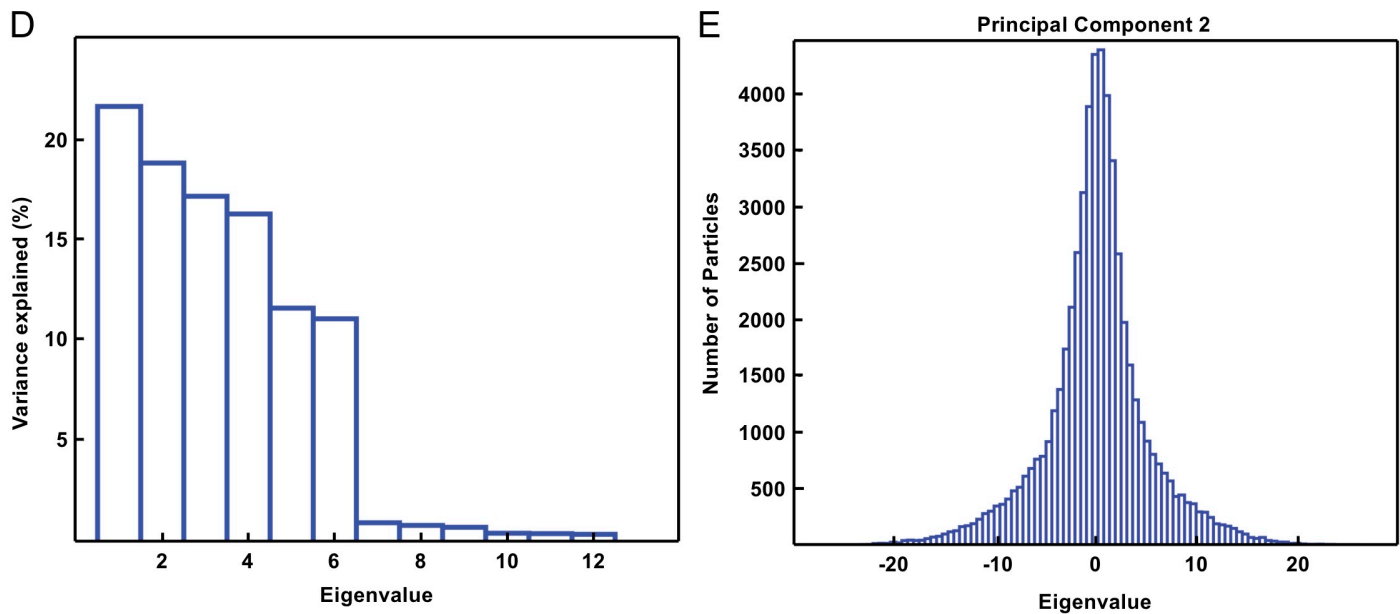 D
20
15
10
5
Variance explained (%)
2 4 6 8 10 12
Eigenvalue
E
Principal Component 2
4000
3500
3000
2500
2000
1500
1000
500
Number of Particles
-20 -10 0 10 20
Eigenvalue